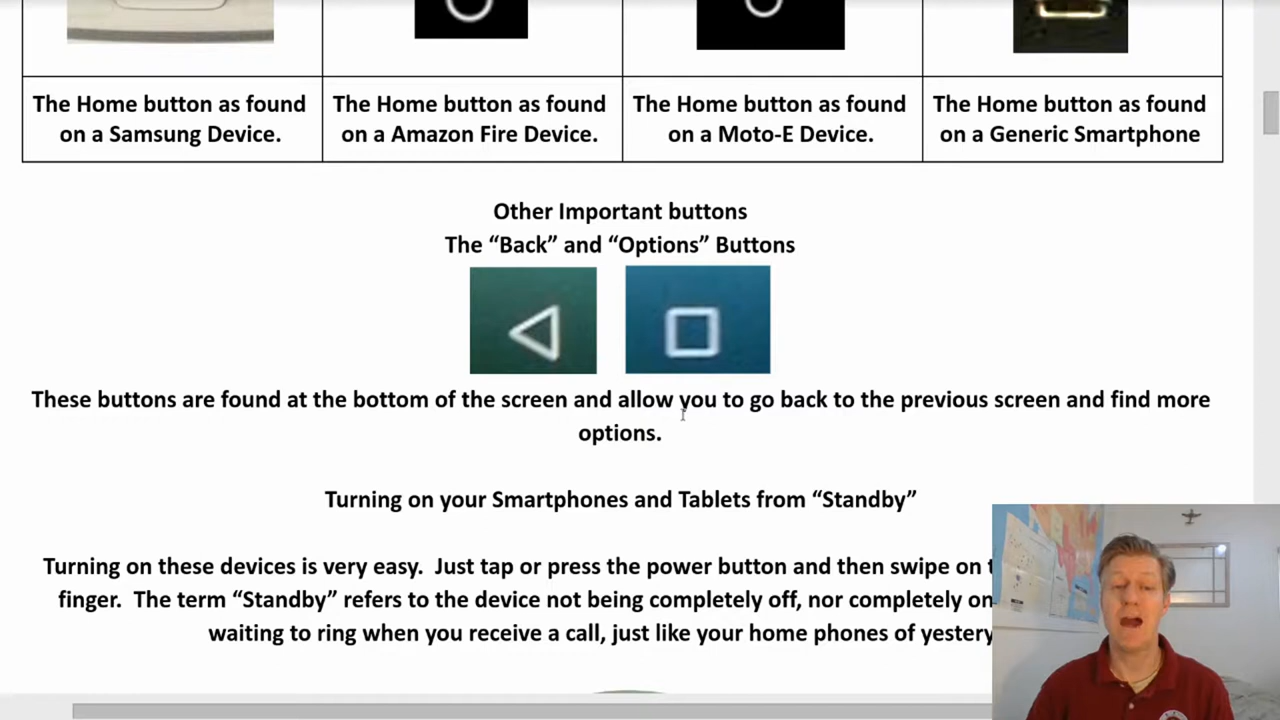 The Home button as found
on a Samsung Device.
The Home button as found
on a Amazon Fire Device.
The Home button as found
on a Moto-E Device.
The Home button as found
on a Generic Smartphone
Other Important buttons
The “Back” and “Options” Buttons
These buttons are found at the bottom of the screen and allow you to go back to the previous screen and find more
options.
Turning on your Smartphones and Tablets from “Standby”
Turning on these devices is very easy.  Just tap or press the power button and then swipe on
finger.  The term “Standby” refers to the device not being completely off, nor completely on
waiting to ring when you receive a call, just like your home phones of